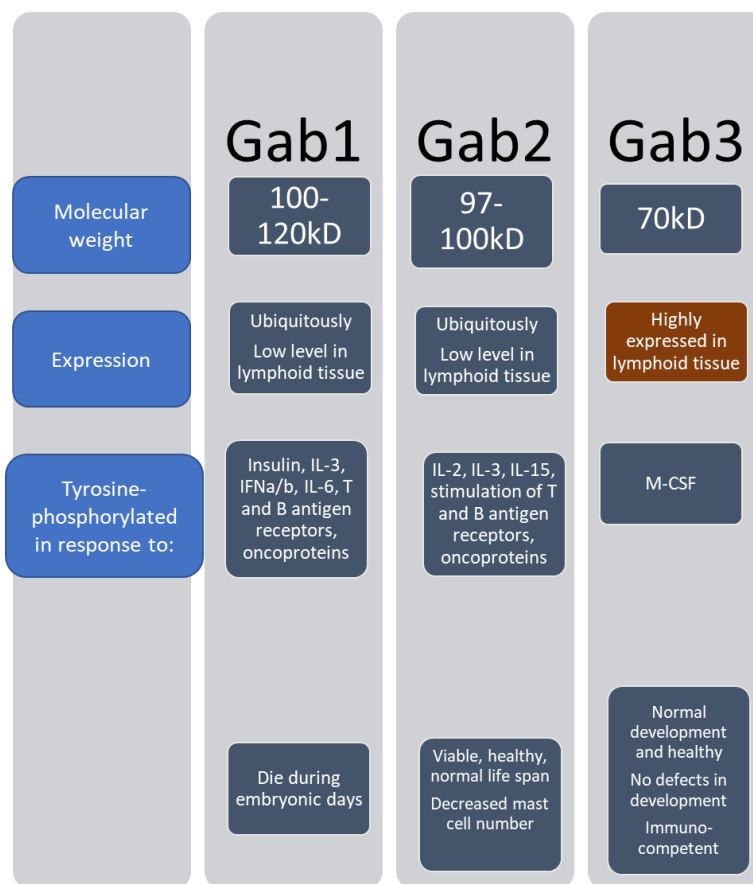 Gab1
Gab2
Gab3
Molecular
weight
100-
120kD
97-
100kD
70kD
Expression
Ubiquitously
Low level in
lymphoid tissue
Ubiquitously
Low level in
lymphoid tissue
Highly
expressed in
lymphoid tissue
Tyrosine-
phosphorylated
in response to:
Insulin, IL-3,
IFNa/b, IL-6, T
and B antigen
receptors,
oncoproteins
IL-2, IL-3, IL-15,
stimulation of T
and B antigen
receptors,
oncoproteins
M-CSF
Die during
embryonic days
Viable, healthy,
normal life span
Decreased mast
cell number
Normal
development
and healthy
No defects in
development
Immuno-
competent